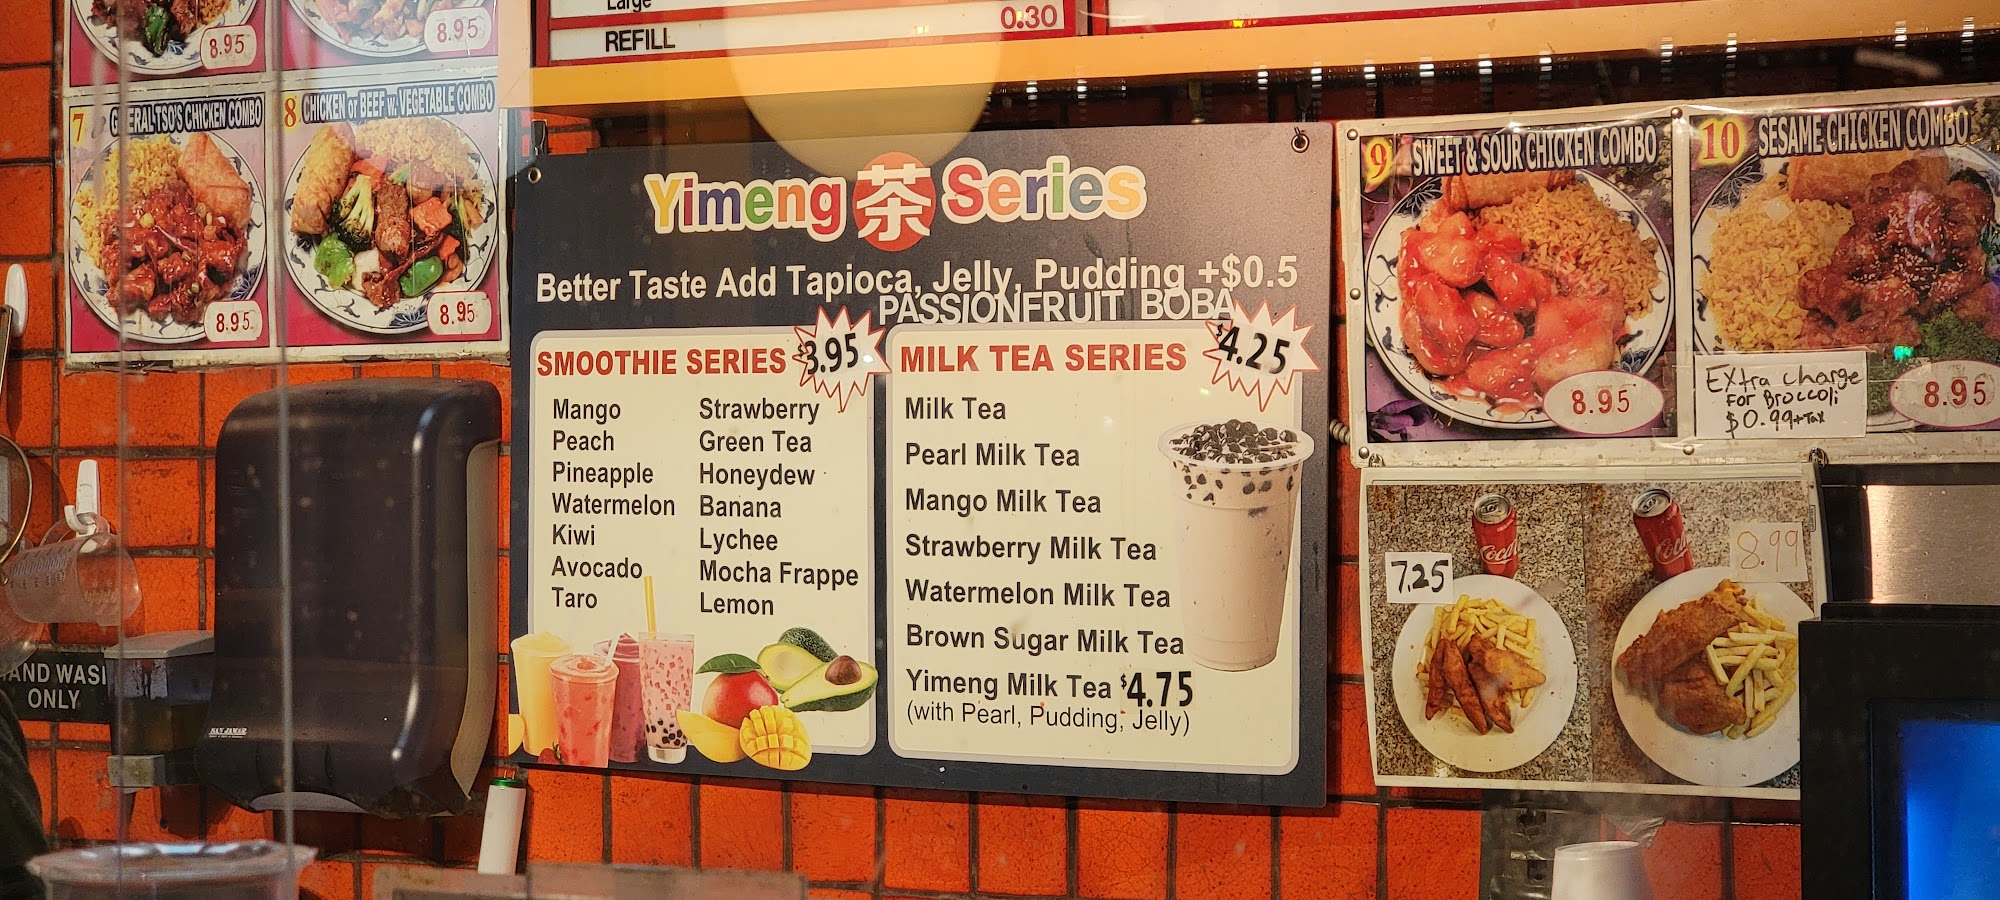 8.95
8.95
Large
0.30
REFILL
7 GENERAL TSO'S CHICKEN COMBO
8.95
8 CHICKEN or BEEF w. VEGETABLE COMBO
8.95
Yimeng 茶 Series
Better Taste Add Tapioca, Jelly, Pudding +$0.5
PASSIONFRUIT BOBA
SMOOTHIE SERIES $3.95
Mango
Peach
Pineapple
Watermelon
Kiwi
Avocado
Taro
Strawberry
Green Tea
Honeydew
Banana
Lychee
Mocha Frappe
Lemon
MILK TEA SERIES $4.25
Milk Tea
Pearl Milk Tea
Mango Milk Tea
Strawberry Milk Tea
Watermelon Milk Tea
Brown Sugar Milk Tea
Yimeng Milk Tea $4.75
(with Pearl, Pudding, Jelly)
9 SWEET & SOUR CHICKEN COMBO
8.95
10 SESAME CHICKEN COMBO
Extra charge
For Broccoli
$0.99+Tax
8.95
7.25
8.99
HAND WASH
ONLY
SAN JAMAR